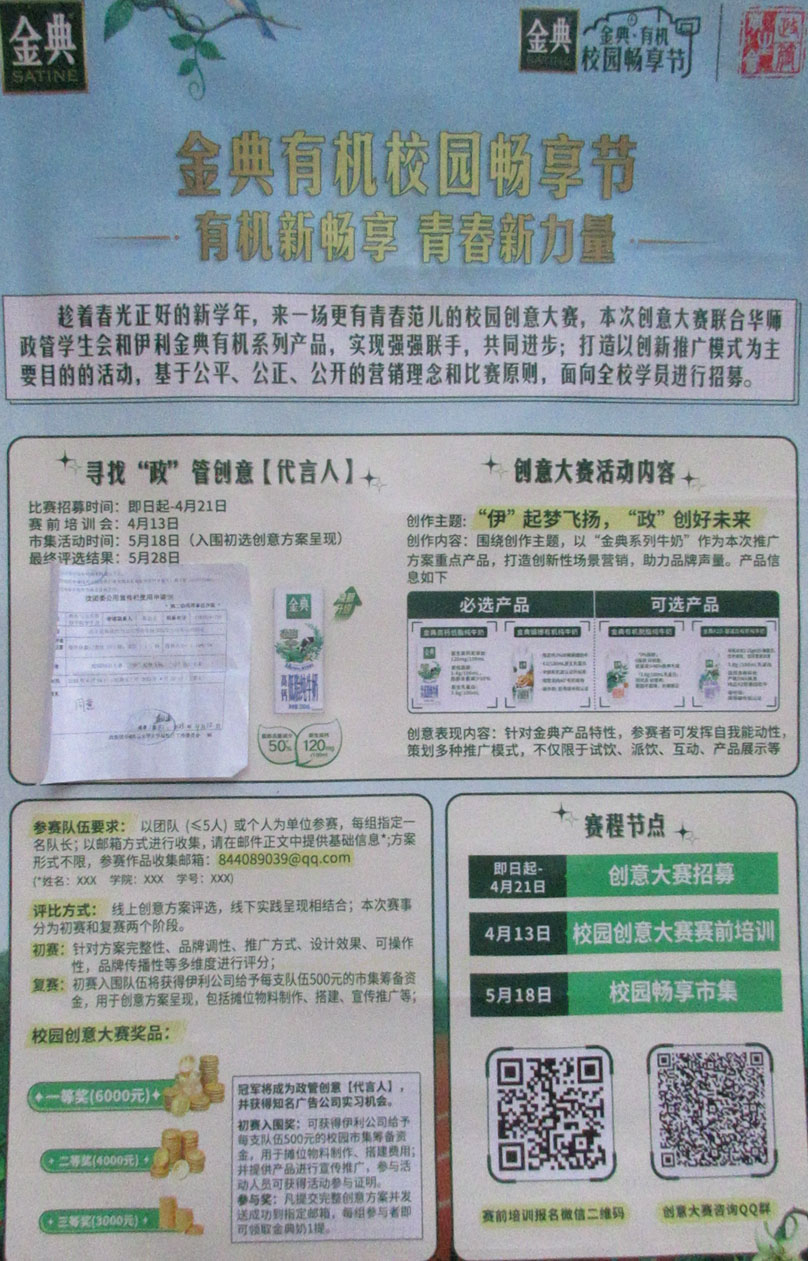 金典
SATINE
金典
SATINE
金典·有机
校园畅享节
金典有机校园畅享节
有机新畅享 青春新力量
趁着春光正好的新学年，来一场更有青春范儿的校园创意大赛，本次创意大赛联合华师
政管学生会和伊利金典有机系列产品，实现强强联手，共同进步；打造以创新推广模式为主
要目的的活动，基于公平、公正、公开的营销理念和比赛原则，面向全校学员进行招募。
寻找“政”管创意【代言人】
比赛招募时间：即日起-4月21日
赛前培训会：4月13日
市集活动时间：5月18日（入围初选创意方案呈现）
最终评选结果：5月28日
金典
低脂纯牛奶
50%
120mg
创意大赛活动内容
创作主题：“伊”起梦飞扬，“政”创好未来
创作内容：围绕创作主题，以“金典系列牛奶”作为本次推广
方案重点产品，打造创新性场景营销，助力品牌声量。产品信
息如下
必选产品
可选产品
创意表现内容：针对金典产品特性，参赛者可发挥自我能动性，
策划多种推广模式，不仅限于试饮、派饮、互动、产品展示等
参赛队伍要求：以团队（≤5人）或个人为单位参赛，每组指定一
名队长；以邮箱方式进行收集，请在邮件正文中提供基础信息*;方案
形式不限，参赛作品收集邮箱：844089039@qq.com
(*姓名：XXX 学院：XXX 学号：XXX)
评比方式：线上创意方案评选，线下实践呈现相结合；本次赛事
分为初赛和复赛两个阶段。
初赛：针对方案完整性、品牌调性、推广方式、设计效果、可操作
性，品牌传播性等多维度进行评分；
复赛：初赛入围队伍将获得伊利公司给予每支队伍500元的市集筹备资
金，用于创意方案呈现，包括摊位物料制作、搭建、宣传推广等；
校园创意大赛奖品：
一等奖(6000元)
二等奖(4000元)
三等奖(3000元)
冠军将成为政管创意【代言人】，
并获得知名广告公司实习机会。
初赛入围奖：可获得伊利公司给予
每支队伍500元的校园市集筹备资
金，用于摊位物料制作、搭建费用；
并提供产品进行宣传推广，参与活
动人员可获得活动参与证明。
参与奖：凡提交完整创意方案并发
送成功到指定邮箱，每组参与者即
可领取金典奶1提。
赛程节点
即日起-
4月21日
创意大赛招募
4月13日
校园创意大赛赛前培训
5月18日
校园畅享市集
赛前培训报名微信二维码
创意大赛咨询QQ群